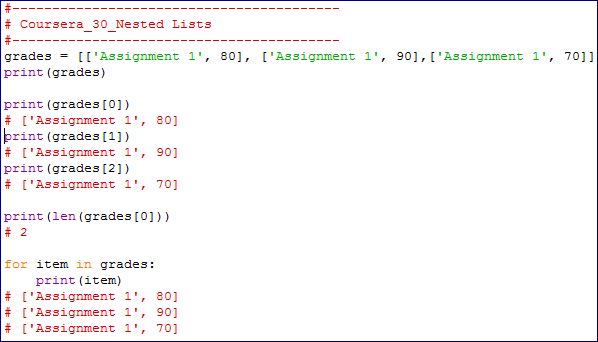 #-----------------------------------------
# Coursera_30_Nested Lists
#-----------------------------------------
grades = [['Assignment 1', 80], ['Assignment 1', 90],['Assignment 1', 70]]
print(grades)

print(grades[0])
# ['Assignment 1', 80]
print(grades[1])
# ['Assignment 1', 90]
print(grades[2])
# ['Assignment 1', 70]

print(len(grades[0]))
# 2

for item in grades:
    print(item)
# ['Assignment 1', 80]
# ['Assignment 1', 90]
# ['Assignment 1', 70]